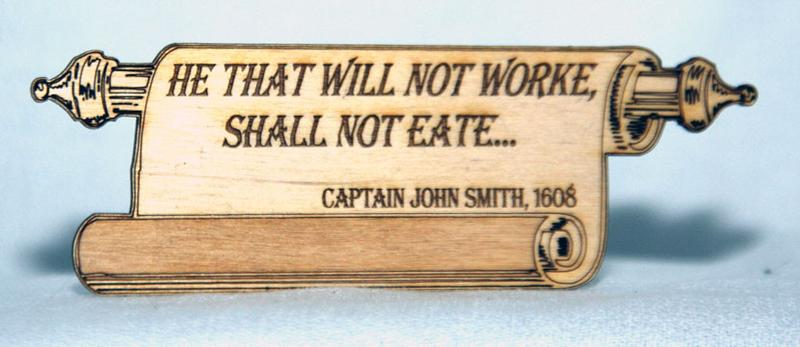 HE THAT WILL NOT WORKE,
SHALL NOT EATE...
CAPTAIN JOHN SMITH, 1608